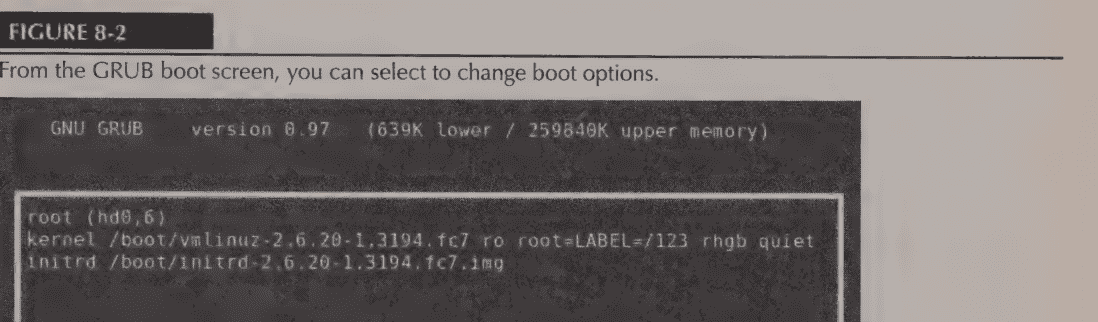 FIGURE 8-2
From the GRUB boot screen, you can select to change boot options.
GNU GRUB version 0.97 (639K lower / 259840K upper memory)
root (hd0,6)
kernel /boot/vmlinuz-2.6.20-1.3194.fc7 ro root=LABEL=/123 rhgb quiet
initrd /boot/initrd-2.6.20-1.3194.fc7.img